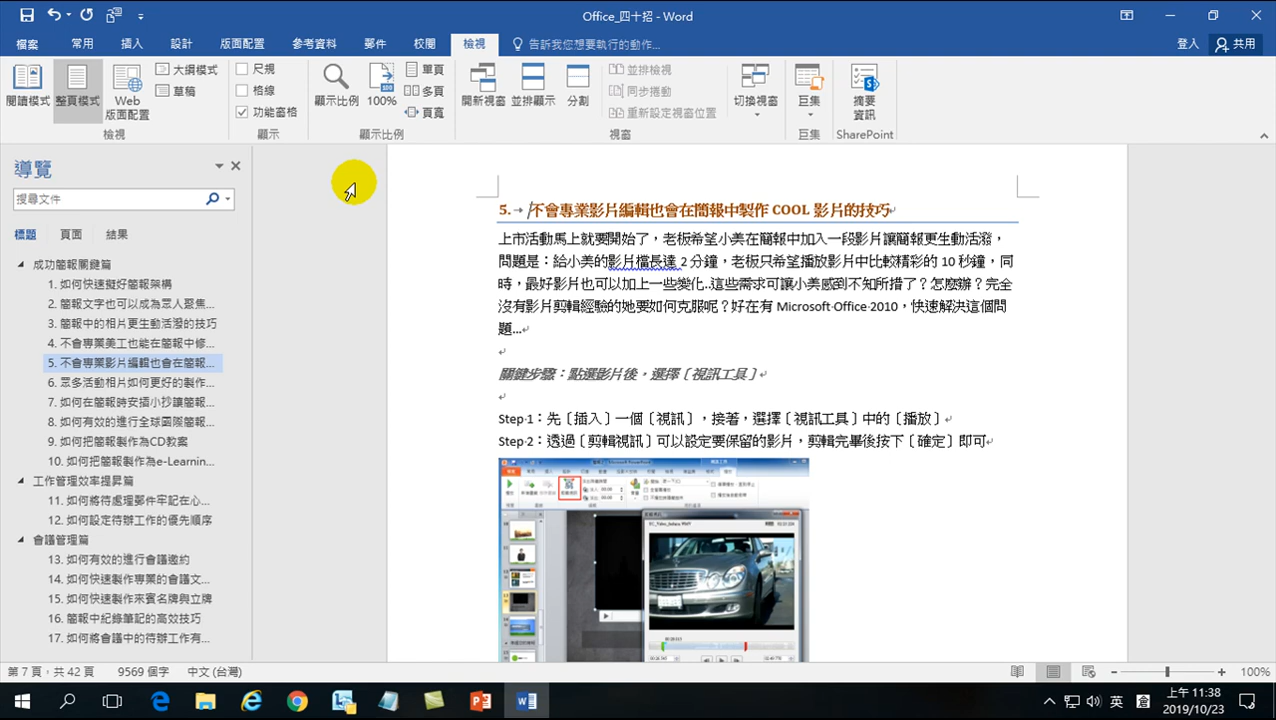 Office_四十招 - Word
檔案 常用 插入 設計 版面配置 參考資料 郵件 校閱 檢視 告訴我您想要執行的動作... 登入 共用
閱讀模式 整頁模式 Web 版面配置 大綱模式 草稿
檢視
尺規 格線 功能窗格
顯示
顯示比例 100% 單頁 多頁 頁寬
顯示比例
開新視窗 並排顯示 分割 並排檢視 同步捲動 重新設定視窗位置 切換視窗
視窗
巨集
巨集
摘要資訊
SharePoint
導覽
搜尋文件
標題 頁面 結果
成功簡報關鍵篇
1. 如何快速擬好簡報架構
2. 簡報文字也可以成為眾人聚焦...
3. 簡報中的相片更生動活潑的技巧
4. 不會專業美工也能在簡報中修...
5. 不會專業影片編輯也會在簡報...
6. 眾多活動相片如何更好的製作...
7. 如何在簡報時安插小抄讓簡報...
8. 如何有效的進行全球團隊簡報...
9. 如何把簡報製作為CD教案
10. 如何把簡報製作為e-Learnin...
工作管理效率提昇篇
11. 如何將待處理郵件牢記在心...
12. 如何設定待辦工作的優先順序
會議管理篇
13. 如何有效的進行會議邀約
14. 如何快速製作專業的會議文...
15. 如何快速製作來賓名牌與立牌
16. 簡報中紀錄筆記的高效技巧
17. 如何將會議中的待辦工作有...
5. 不會專業影片編輯也會在簡報中製作 COOL 影片的技巧
上市活動馬上就要開始了，老板希望小美在簡報中加入一段影片讓簡報更生動活潑，
問題是：給小美的影片檔長達 2 分鐘，老板只希望播放影片中比較精彩的 10 秒鐘，同
時，最好影片也可以加上一些變化..這些需求可讓小美感到不知所措了？怎麼辦？完全
沒有影片剪輯經驗的她要如何克服呢？好在有 Microsoft Office 2010，快速解決這個問
題...
關鍵步驟：點選影片後，選擇〔視訊工具〕
Step 1：先〔插入〕一個〔視訊〕，接著，選擇〔視訊工具〕中的〔播放〕
Step 2：透過〔剪輯視訊〕可以設定要保留的影片，剪輯完畢後按下〔確定〕即可
第 7 頁，共 42 頁 9569 個字 中文 (台灣) 100%
英 倉 上午 11:38
2019/10/23